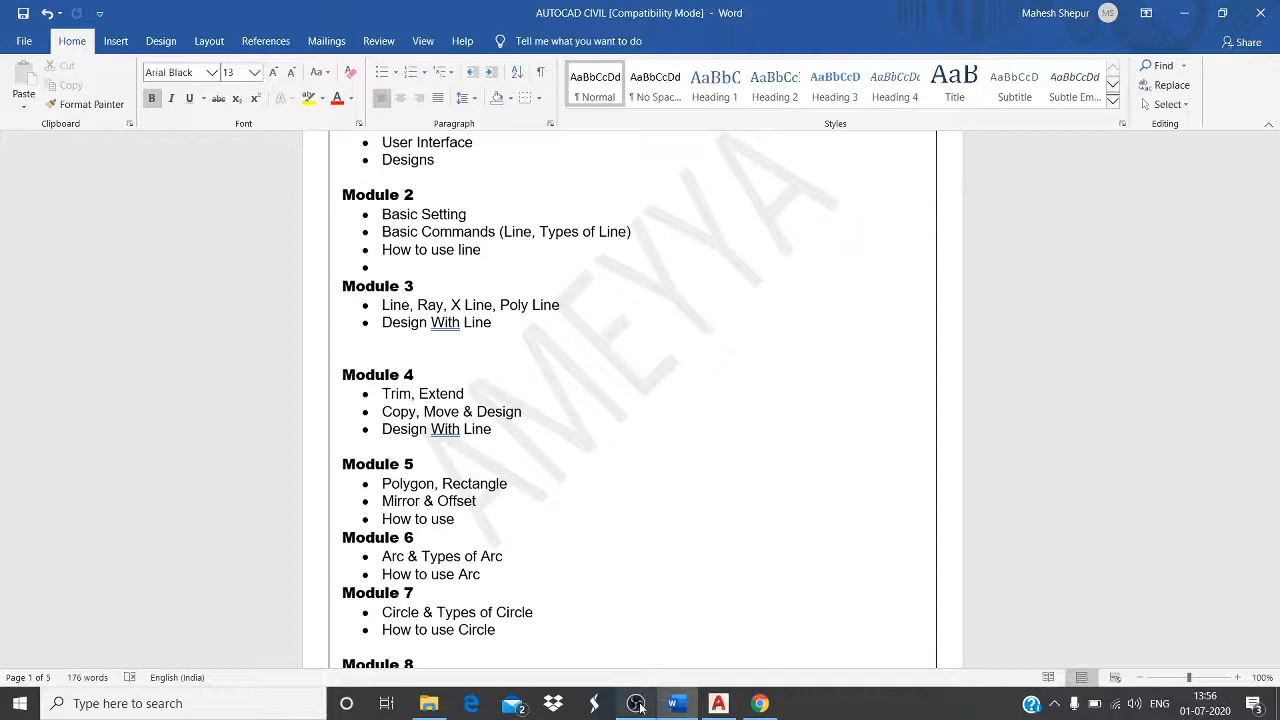 AUTOCAD CIVIL [Compatibility Mode] - Word
Mahesh Shepur MS
File Home Insert Design Layout References Mailings Review View Help Tell me what you want to do Share
Paste
Cut
Copy
Format Painter
Clipboard
Arial Black 13
Font
Paragraph
AaBbCcDd AaBbCcDd AaBbC AaBbCc AaBbCcD AaBbCcDc AaB AaBbCcDd AaBbCcDd
¶ Normal ¶ No Spac... Heading 1 Heading 2 Heading 3 Heading 4 Title Subtitle Subtle Em...
Styles
Find
Replace
Select
Editing
• User Interface
• Designs
Module 2
• Basic Setting
• Basic Commands (Line, Types of Line)
• How to use line
•
Module 3
• Line, Ray, X Line, Poly Line
• Design With Line
Module 4
• Trim, Extend
• Copy, Move & Design
• Design With Line
Module 5
• Polygon, Rectangle
• Mirror & Offset
• How to use
Module 6
• Arc & Types of Arc
• How to use Arc
Module 7
• Circle & Types of Circle
• How to use Circle
Module 8
AMEYYA
Page 1 of 5 176 words English (India) 100%
Type here to search
2
ENG
13:56
01-07-2020
3